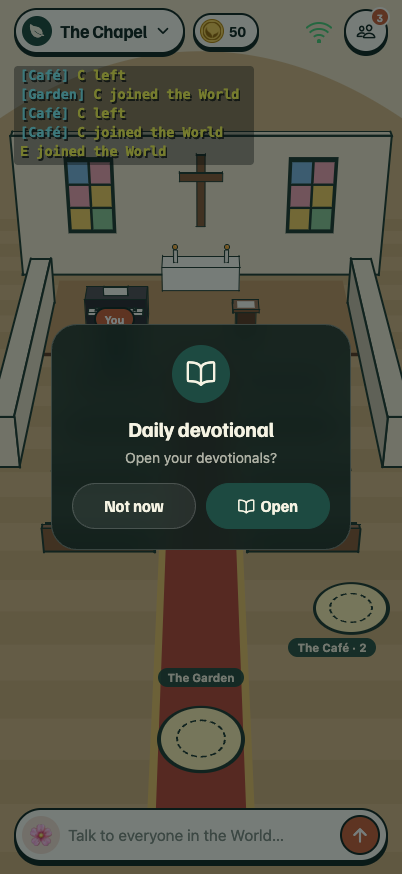 The Chapel
50
3
[Café] C left
[Garden] C joined the World
[Café] C left
[Café] C joined the World
E joined the World
You
Daily devotional
Open your devotionals?
Not now
Open
The Café · 2
The Garden
Talk to everyone in the World...